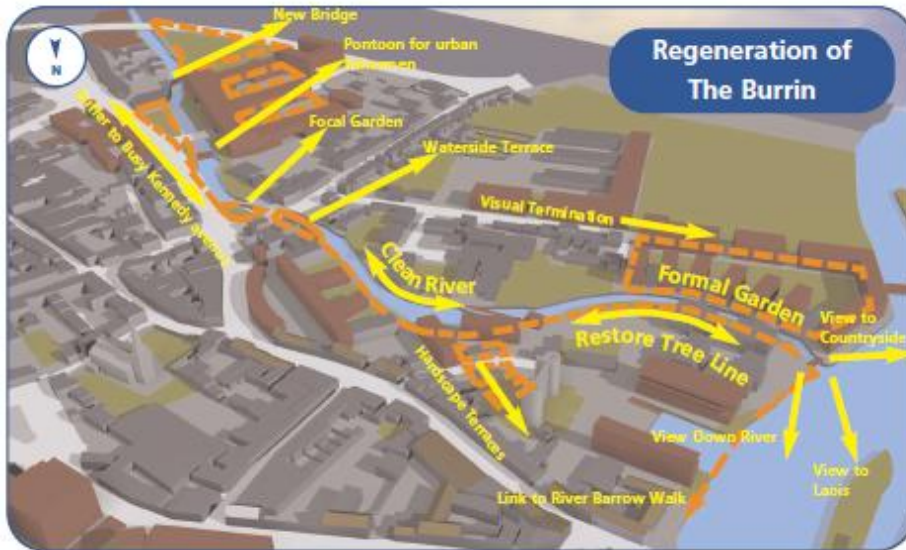 New Bridge
N
Pontoon for urban
Regeneration of
The Burrin
to Busy Kennedy avenue
Focal Garden
Waterside Terrace
Visual Termination
Clean River
Formal Garden
View to
Countryside
Restore Tree Line
Hardscape Terraces
View Down River
View to
Laois
Link to River Barrow Walk